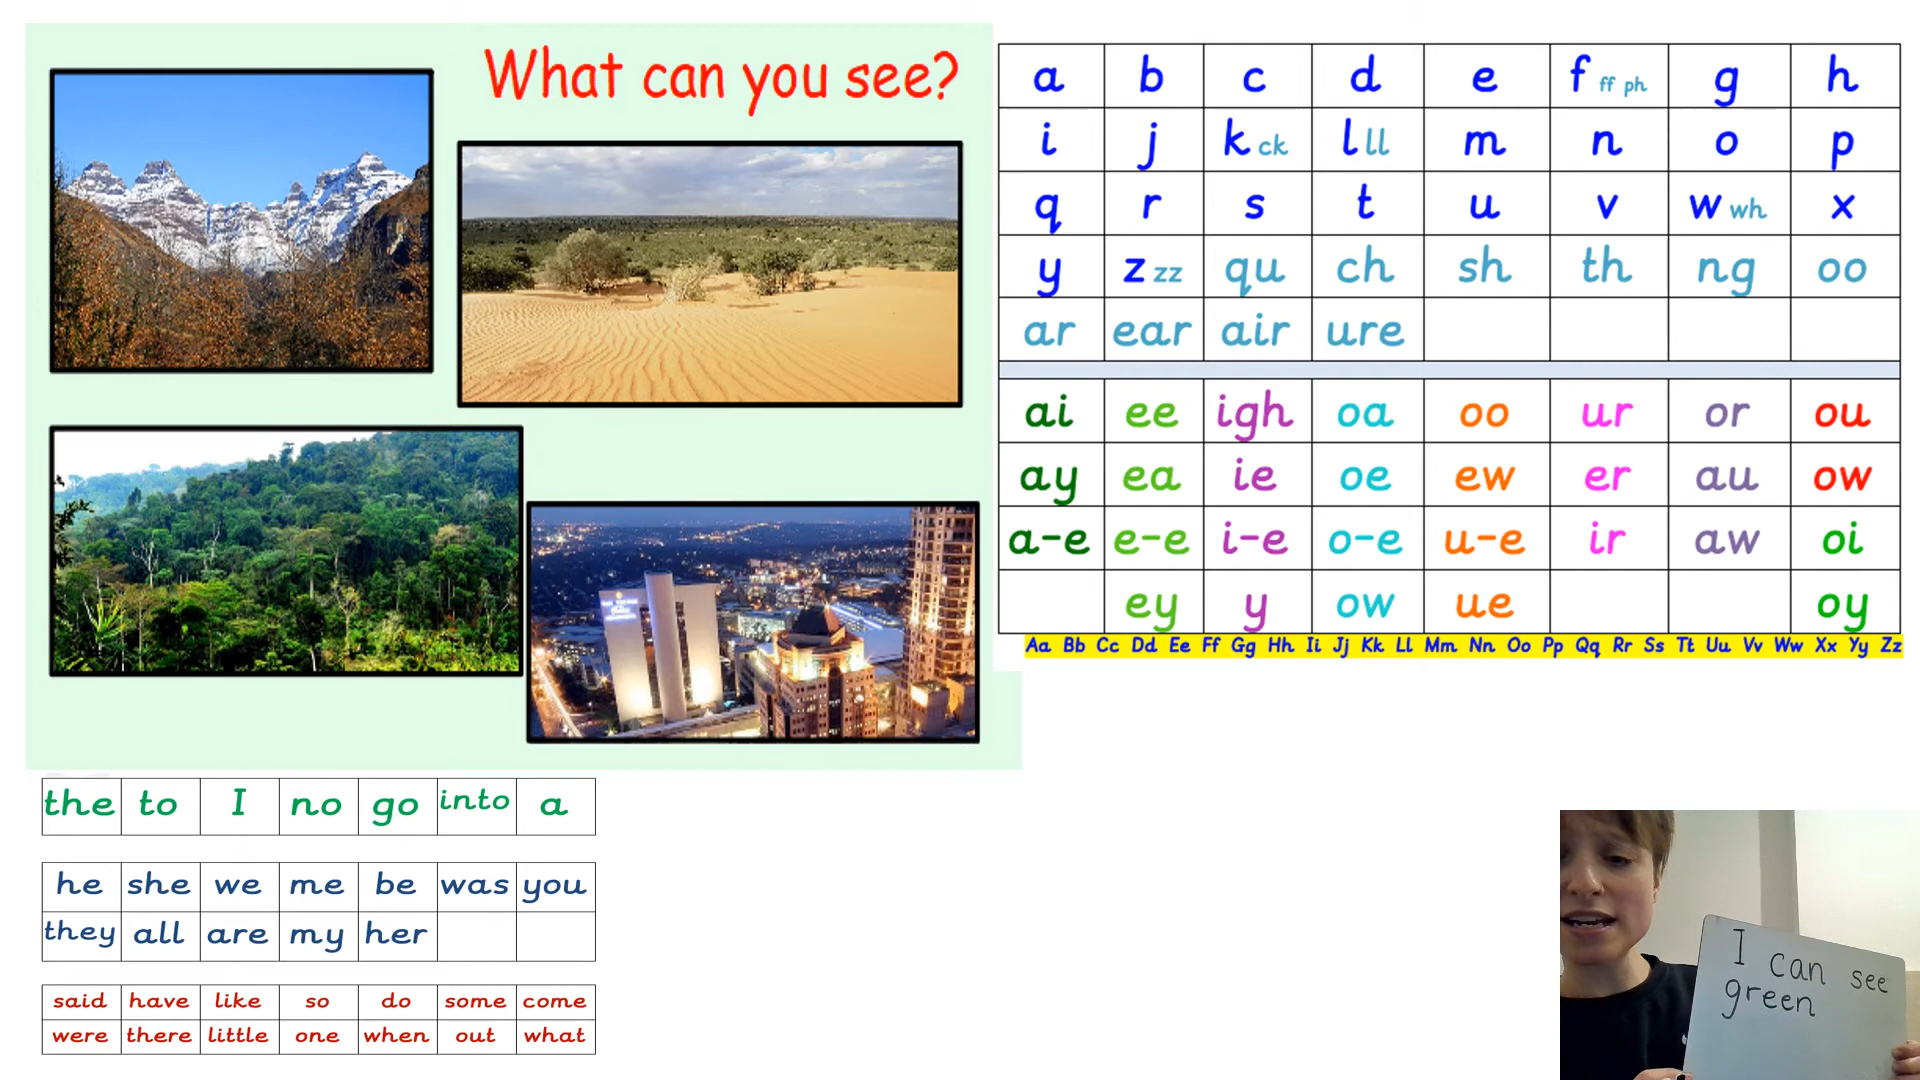 What can you see?
a b c d e f ff ph g h
i j k ck l ll m n o p
q r s t u v w wh x
y z zz qu ch sh th ng oo
ar ear air ure
ai ee igh oa oo ur or ou
ay ea ie oe ew er au ow
a-e e-e i-e o-e u-e ir aw oi
ey y ow ue oy
Aa Bb Cc Dd Ee Ff Gg Hh Ii Jj Kk Ll Mm Nn Oo Pp Qq Rr Ss Tt Uu Vv Ww Xx Yy Zz
the to I no go into a
he she we me be was you
they all are my her
said have like so do some come
were there little one when out what
I can see
green